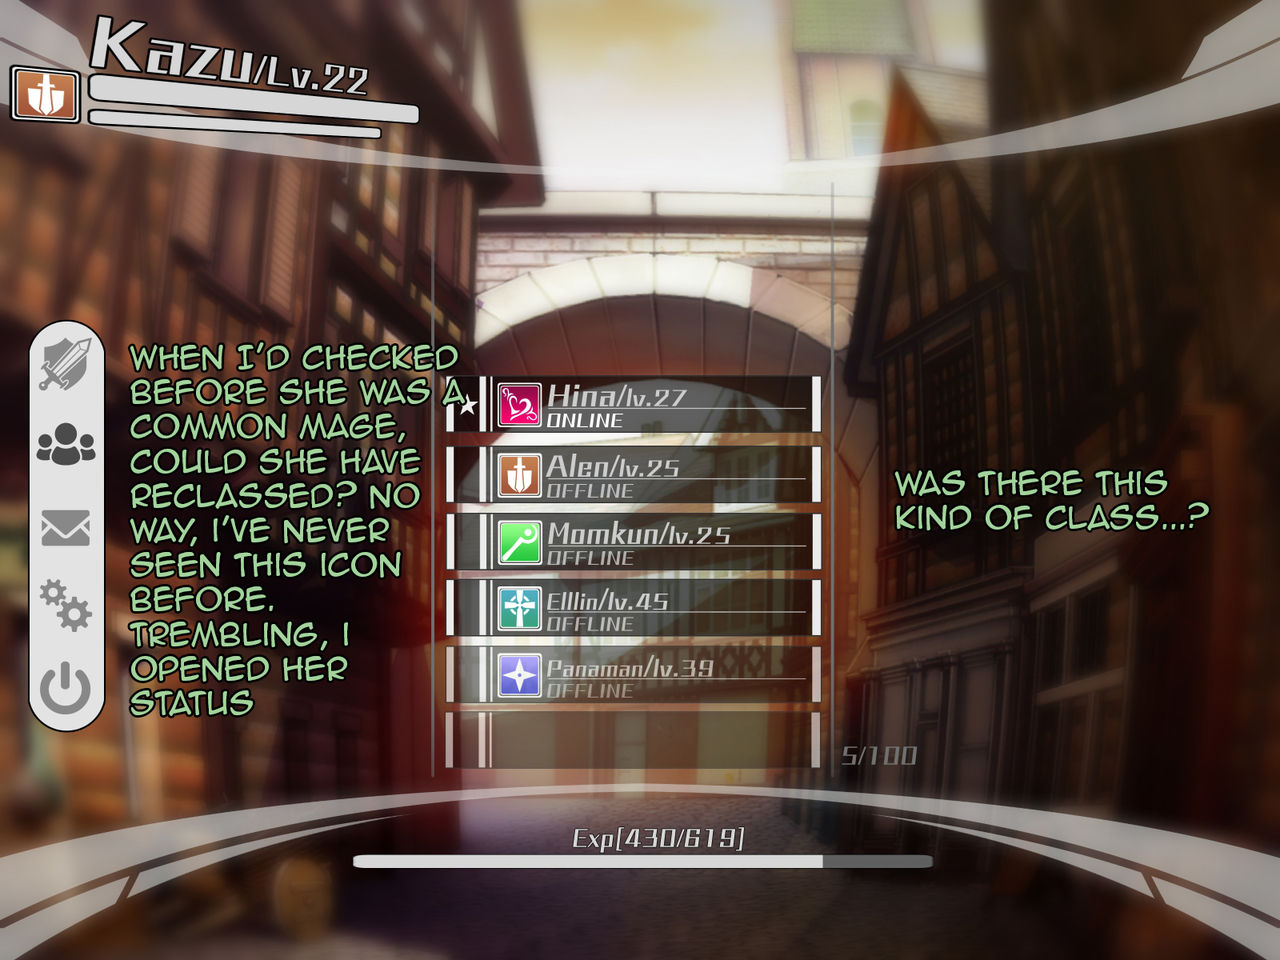 Kazu/Lv.22
WHEN I'D CHECKED
BEFORE SHE WAS A
COMMON MAGE,
COULD SHE HAVE
RECLASSED? NO
WAY, I'VE NEVER
SEEN THIS ICON
BEFORE.
TREMBLING, I
OPENED HER
STATUS
Hina/lv.27
ONLINE
Alen/lv.25
OFFLINE
Momkun/lv.25
OFFLINE
Elllin/lv.45
OFFLINE
Panaman/lv.39
OFFLINE
WAS THERE THIS
KIND OF CLASS...?
5/100
Exp[430/619]